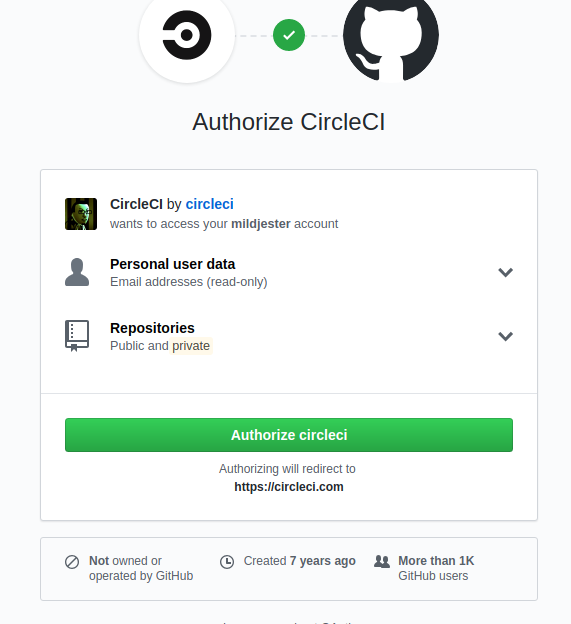 Authorize CircleCI
CircleCI by circleci
wants to access your mildjester account
Personal user data
Email addresses (read-only)
Repositories
Public and private
Authorize circleci
Authorizing will redirect to
https://circleci.com
Not owned or
operated by GitHub
Created 7 years ago
More than 1K
GitHub users